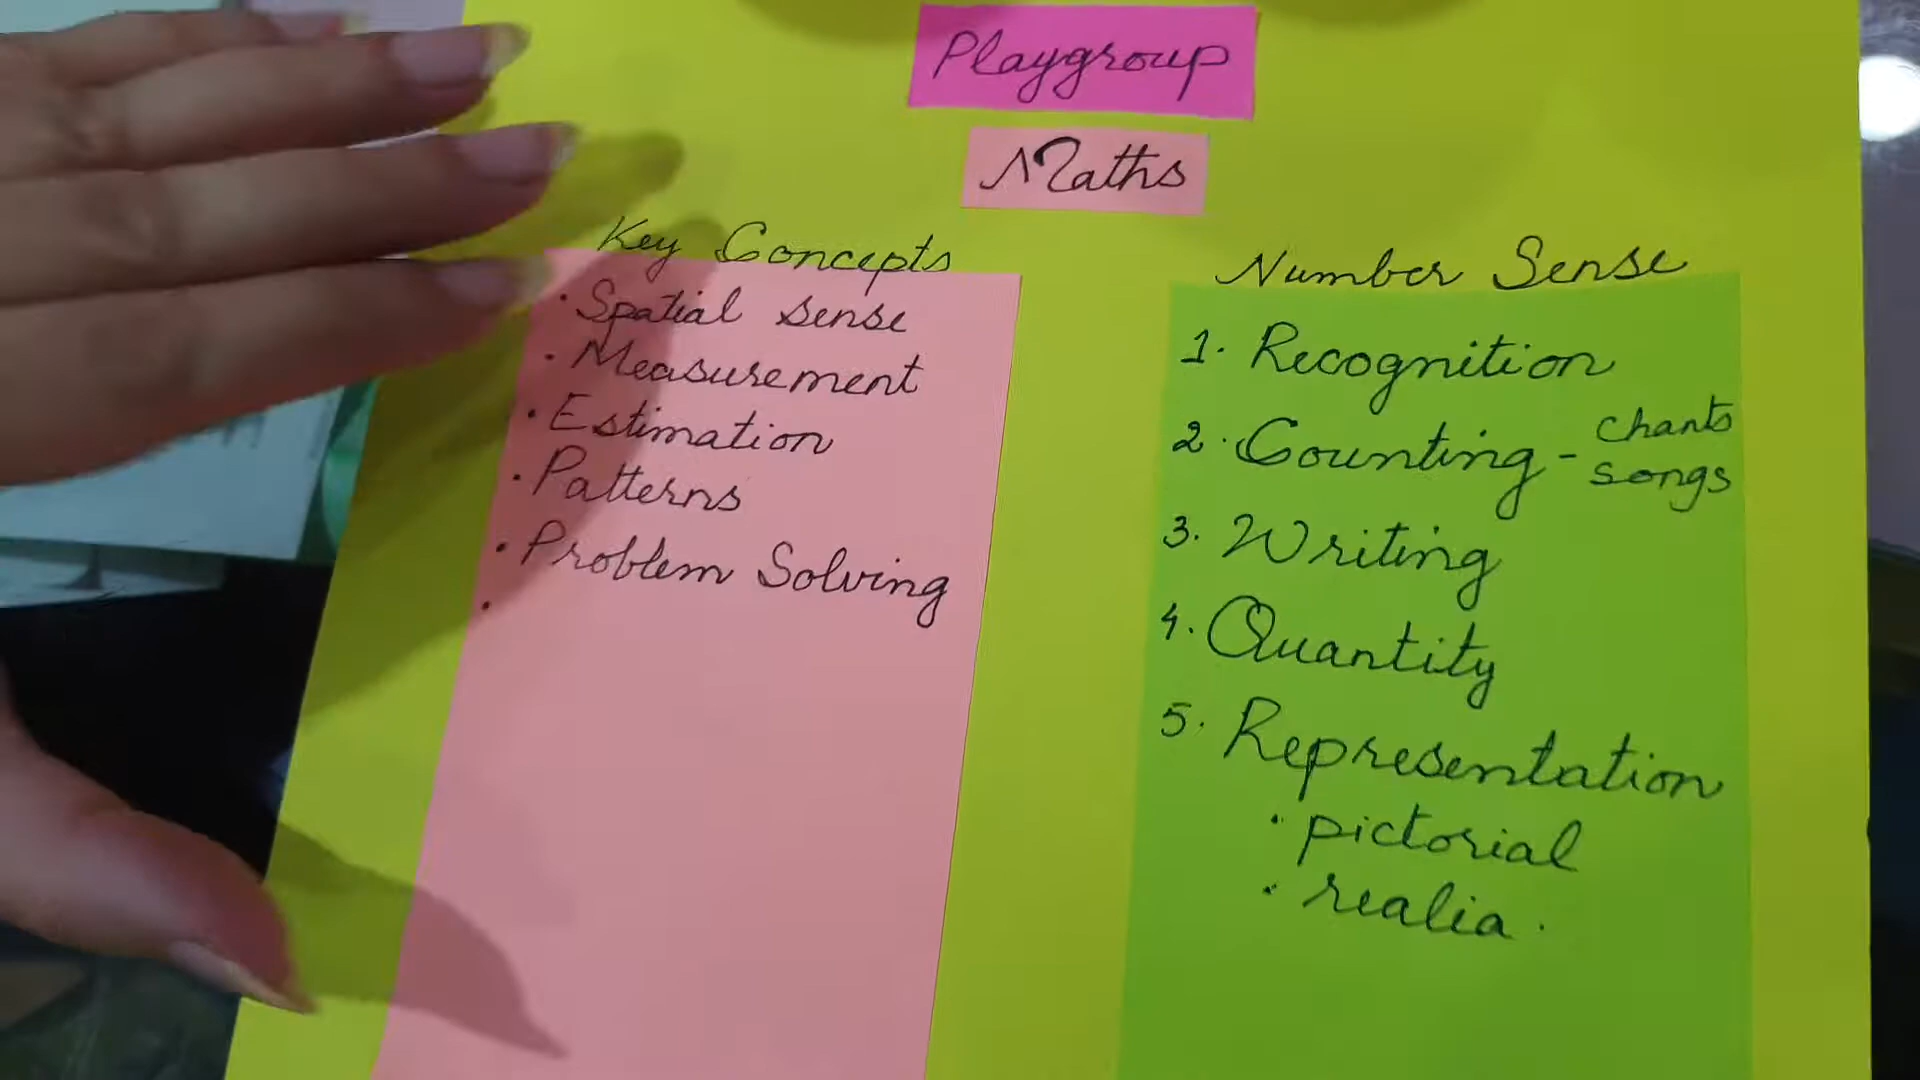 Playgroup
Maths
Key Concepts
• Spatial sense
• Measurement
• Estimation
• Patterns
• Problem Solving
•
Number Sense
1. Recognition
2. Counting - chants
songs
3. Writing
4. Quantity
5. Representation
• pictorial
• realia.